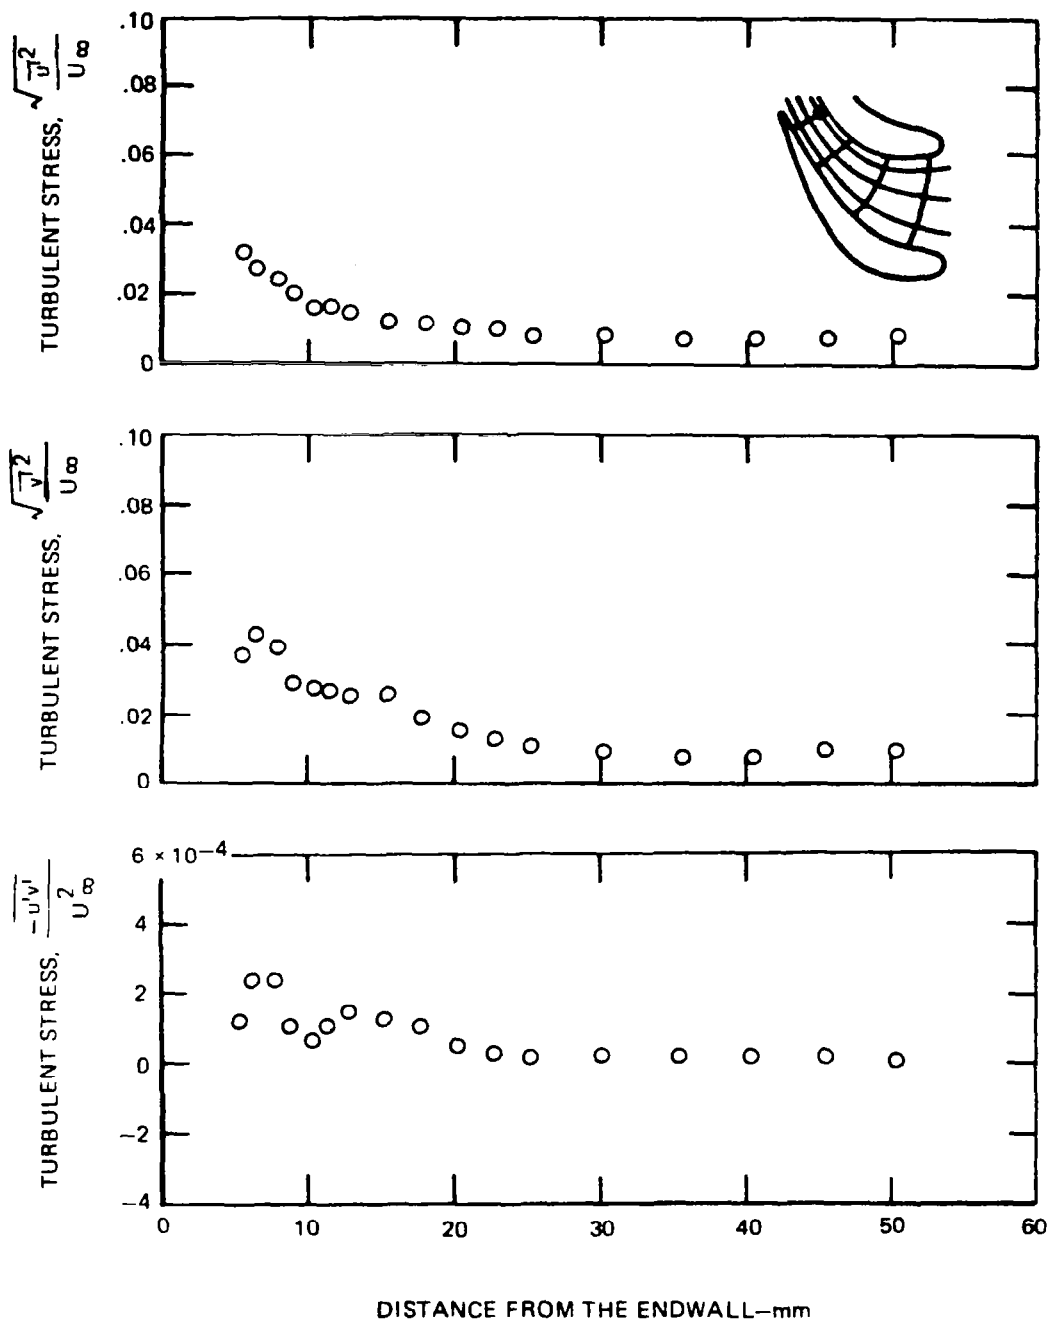 TURBULENT STRESS, √u'² / U∞
.10
.08
.06
.04
.02
0
TURBULENT STRESS, √v'² / U∞
.10
.08
.06
.04
.02
0
TURBULENT STRESS, -u'v' / U²∞
6 × 10⁻⁴
4
2
0
−2
−4
0 10 20 30 40 50 60
DISTANCE FROM THE ENDWALL—mm